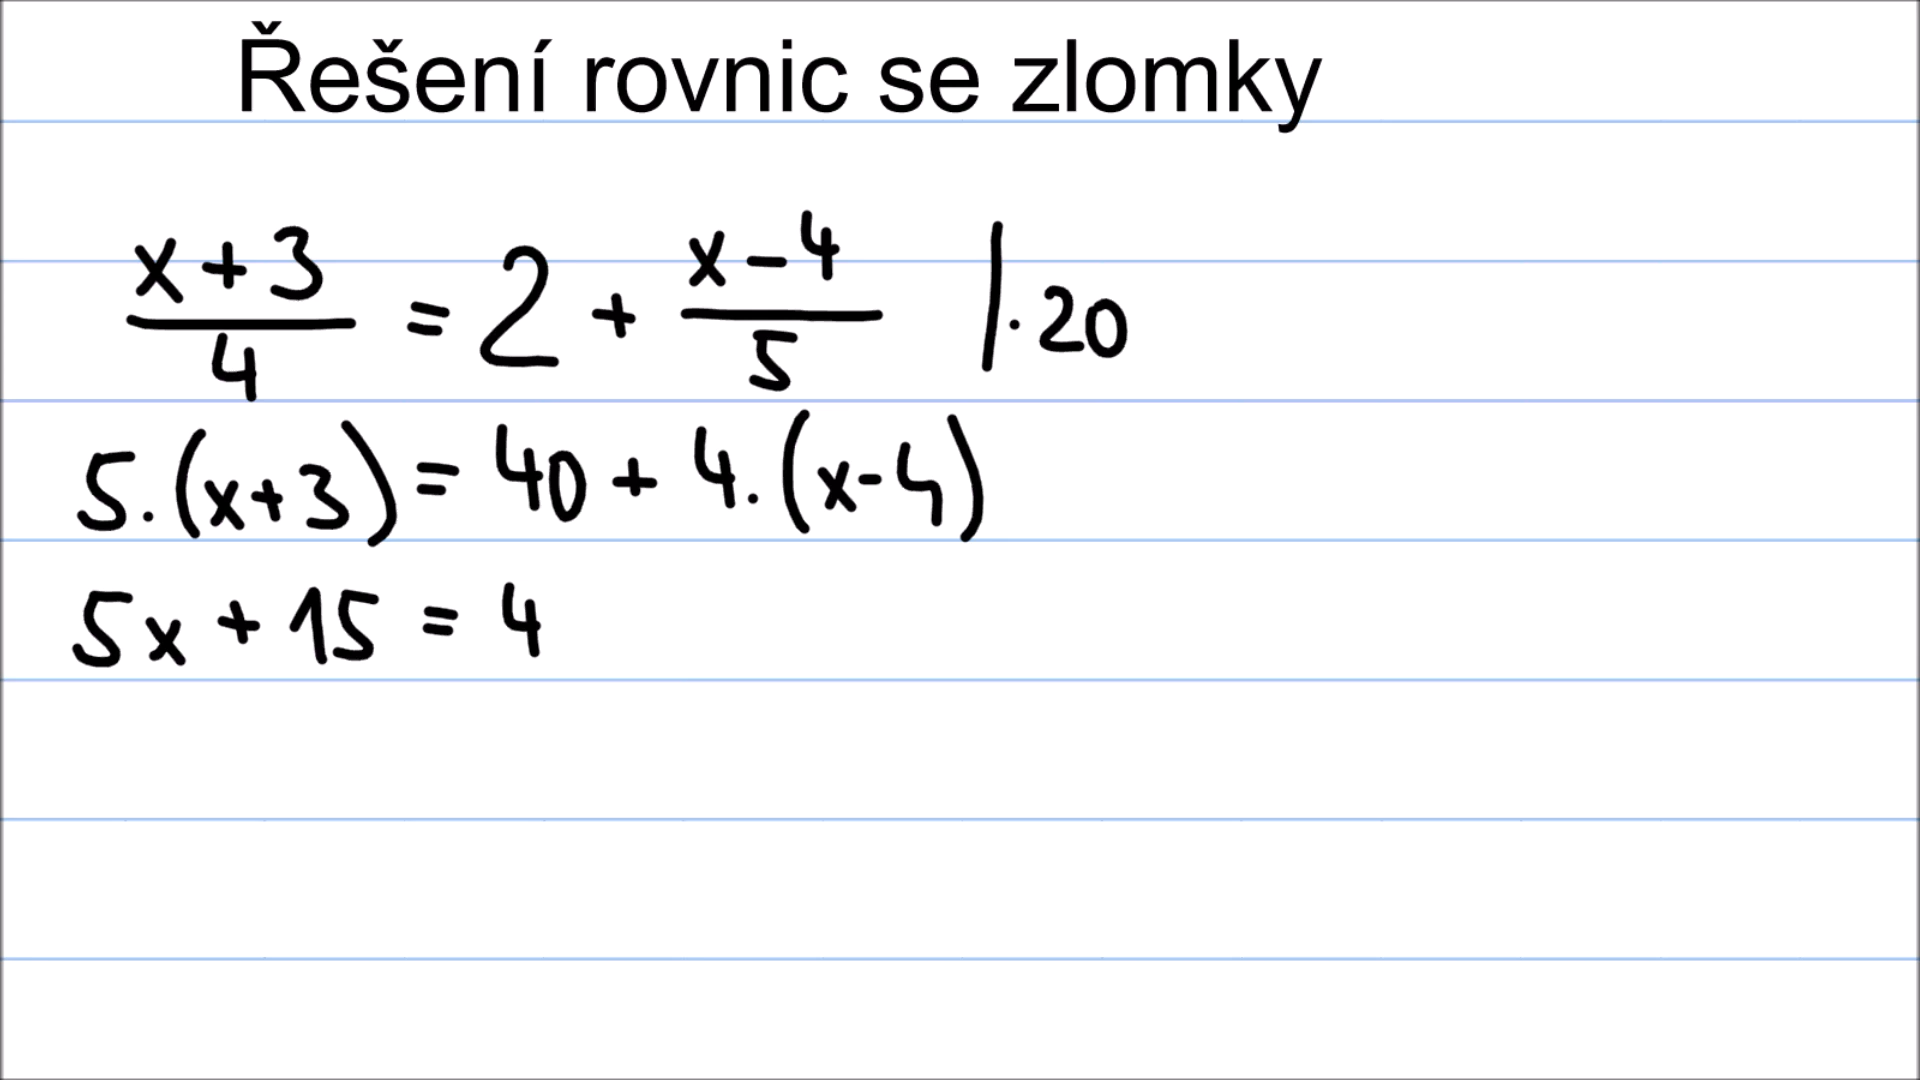 Řešení rovnic se zlomky
x+3/4 = 2 + x-4/5 |·20
5.(x+3) = 40 + 4.(x-4)
5x + 15 = 4